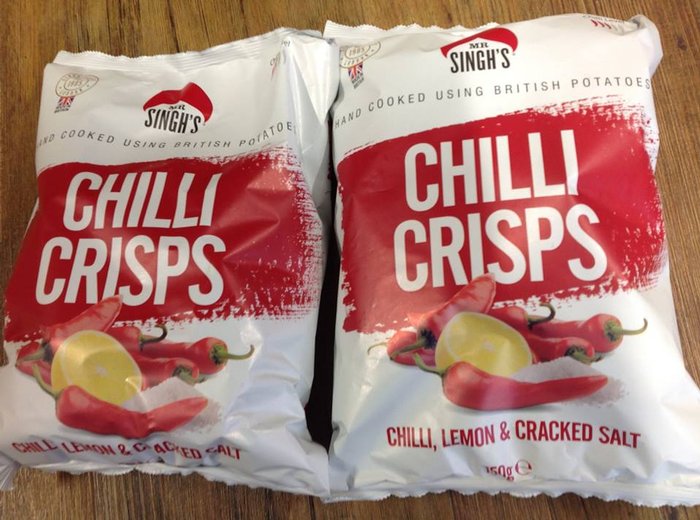 MR
SINGH'S
HAND COOKED USING BRITISH POTATOES
CHILLI
CRISPS
CHILLI, LEMON & CRACKED SALT
MR
SINGH'S
HAND COOKED USING BRITISH POTATOES
CHILLI
CRISPS
CHILLI, LEMON & CRACKED SALT
150g e